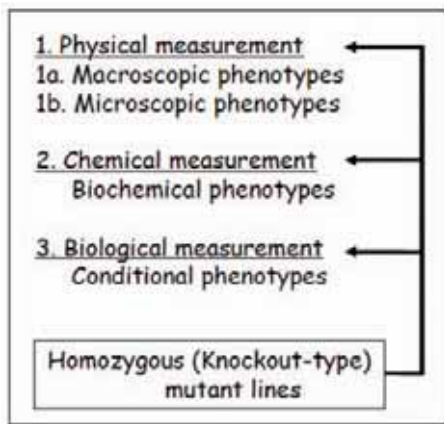 1. Physical measurement
1a. Macroscopic phenotypes
1b. Microscopic phenotypes
2. Chemical measurement
Biochemical phenotypes
3. Biological measurement
Conditional phenotypes
Homozygous (Knockout-type)
mutant lines